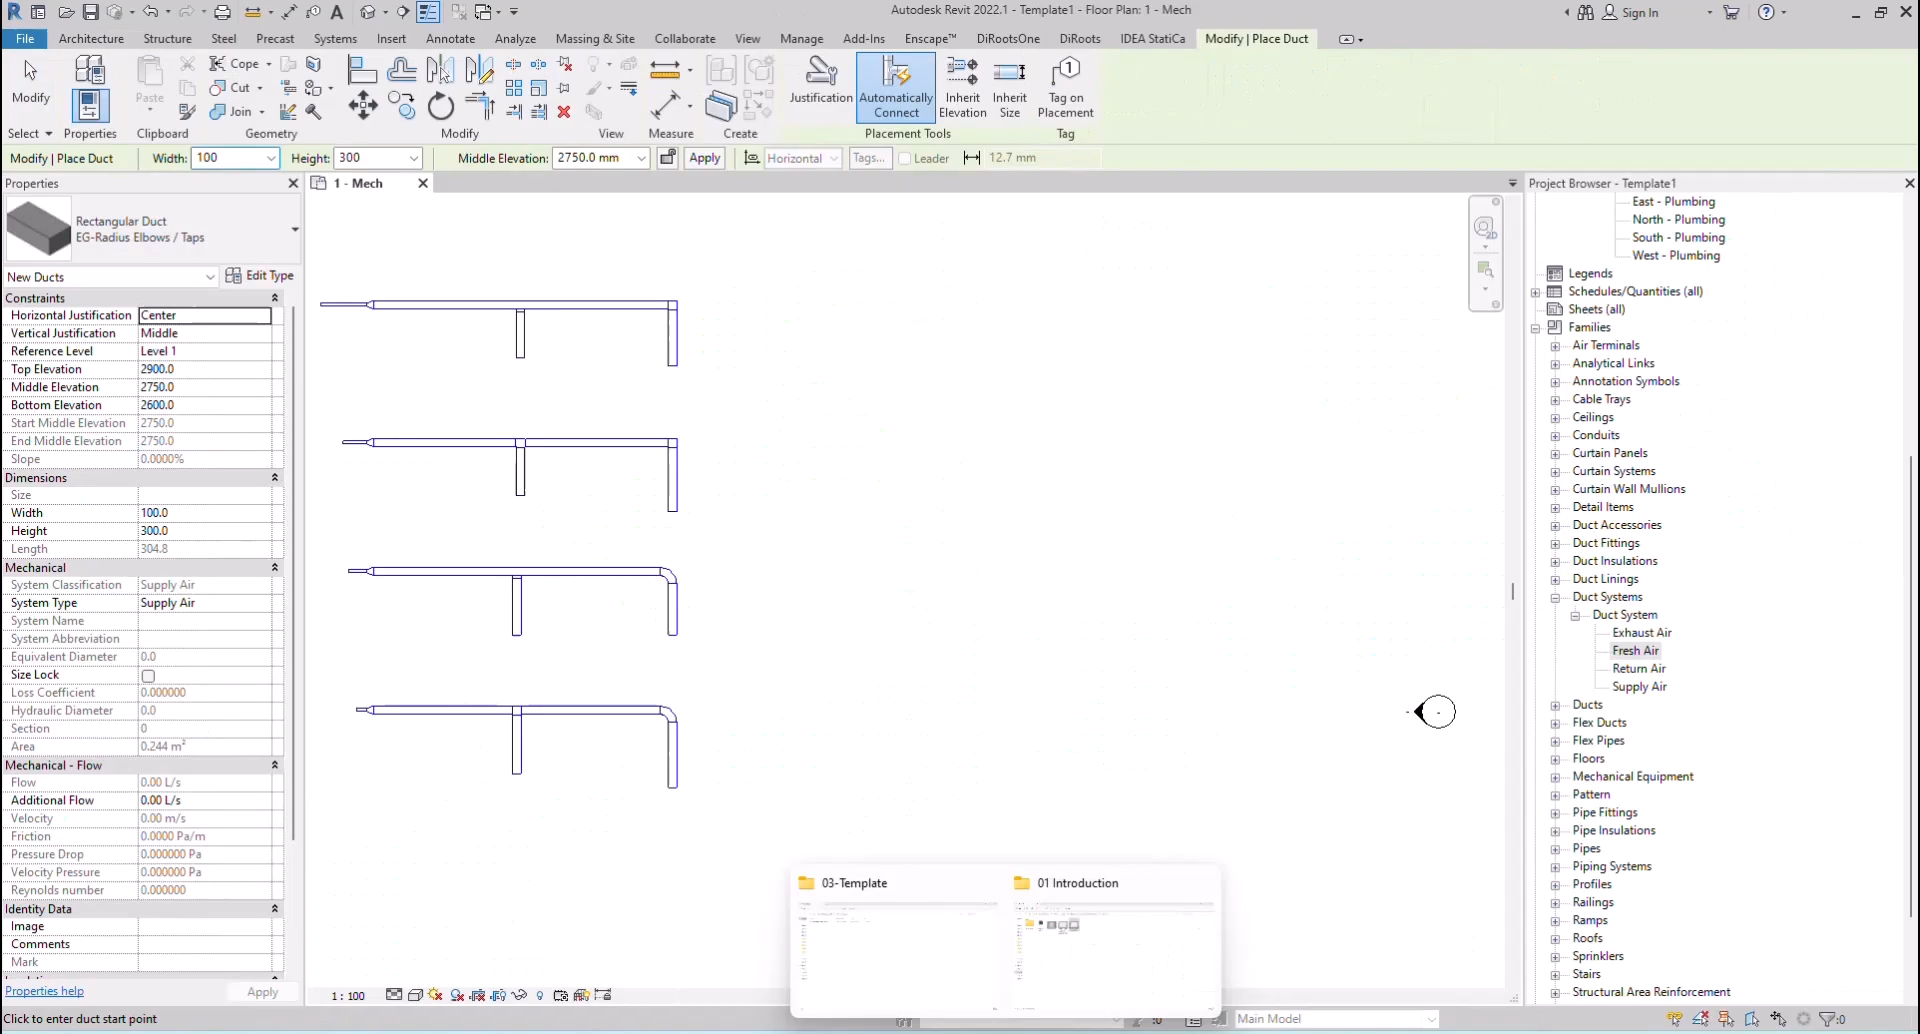 Autodesk Revit 2022.1 - Template1 - Floor Plan: 1 - Mech
Sign In
File Architecture Structure Steel Precast Systems Insert Annotate Analyze Massing & Site Collaborate View Manage Add-Ins Enscape™ DiRootsOne DiRoots IDEA StatiCa Modify | Place Duct
Modify
Paste
Cope
Cut
Join
Justification
Automatically Connect
Inherit Elevation
Inherit Size
Tag on Placement
Select Properties Clipboard Geometry Modify View Measure Create Placement Tools Tag
Modify | Place Duct Width: 100 Height: 300 Middle Elevation: 2750.0 mm Apply Horizontal Tags... Leader 12.7 mm
Properties
1 - Mech
Project Browser - Template1
Rectangular Duct
EG-Radius Elbows / Taps
New Ducts Edit Type
Constraints
Horizontal Justification Center
Vertical Justification Middle
Reference Level Level 1
Top Elevation 2900.0
Middle Elevation 2750.0
Bottom Elevation 2600.0
Start Middle Elevation 2750.0
End Middle Elevation 2750.0
Slope 0.0000%
Dimensions
Size
Width 100.0
Height 300.0
Length 304.8
Mechanical
System Classification Supply Air
System Type Supply Air
System Name
System Abbreviation
Equivalent Diameter 0.0
Size Lock
Loss Coefficient 0.000000
Hydraulic Diameter 0.0
Section 0
Area 0.244 m²
Mechanical - Flow
Flow 0.00 L/s
Additional Flow 0.00 L/s
Velocity 0.00 m/s
Friction 0.0000 Pa/m
Pressure Drop 0.000000 Pa
Velocity Pressure 0.000000 Pa
Reynolds number 0.000000
Identity Data
Image
Comments
Mark
Properties help Apply
East - Plumbing
North - Plumbing
South - Plumbing
West - Plumbing
Legends
Schedules/Quantities (all)
Sheets (all)
Families
Air Terminals
Analytical Links
Annotation Symbols
Cable Trays
Ceilings
Conduits
Curtain Panels
Curtain Systems
Curtain Wall Mullions
Detail Items
Duct Accessories
Duct Fittings
Duct Insulations
Duct Linings
Duct Systems
Duct System
Exhaust Air
Fresh Air
Return Air
Supply Air
Ducts
Flex Ducts
Flex Pipes
Floors
Mechanical Equipment
Pattern
Pipe Fittings
Pipe Insulations
Pipes
Piping Systems
Profiles
Railings
Ramps
Roofs
Sprinklers
Stairs
Structural Area Reinforcement
03-Template
01 Introduction
1 : 100
Click to enter duct start point
:0
Main Model
:0